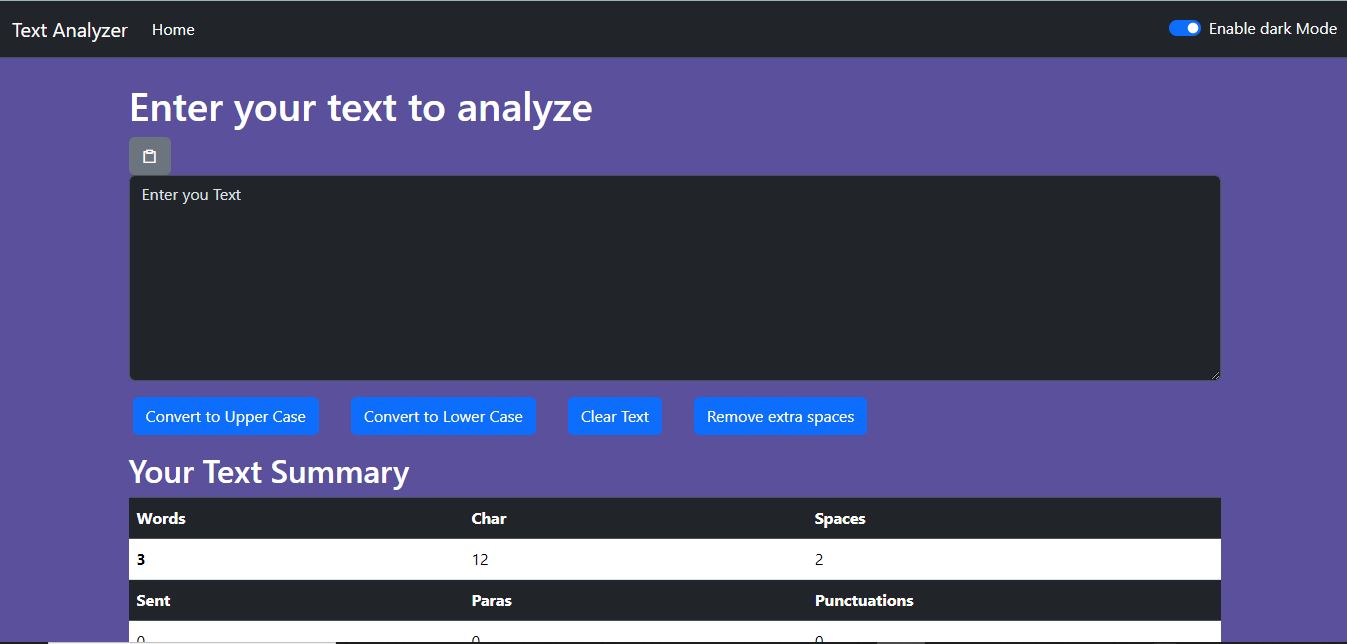 Text Analyzer Home Enable dark Mode
Enter your text to analyze
Enter you Text
Convert to Upper Case Convert to Lower Case Clear Text Remove extra spaces
Your Text Summary
Words Char Spaces
3 12 2
Sent Paras Punctuations
0 0 0